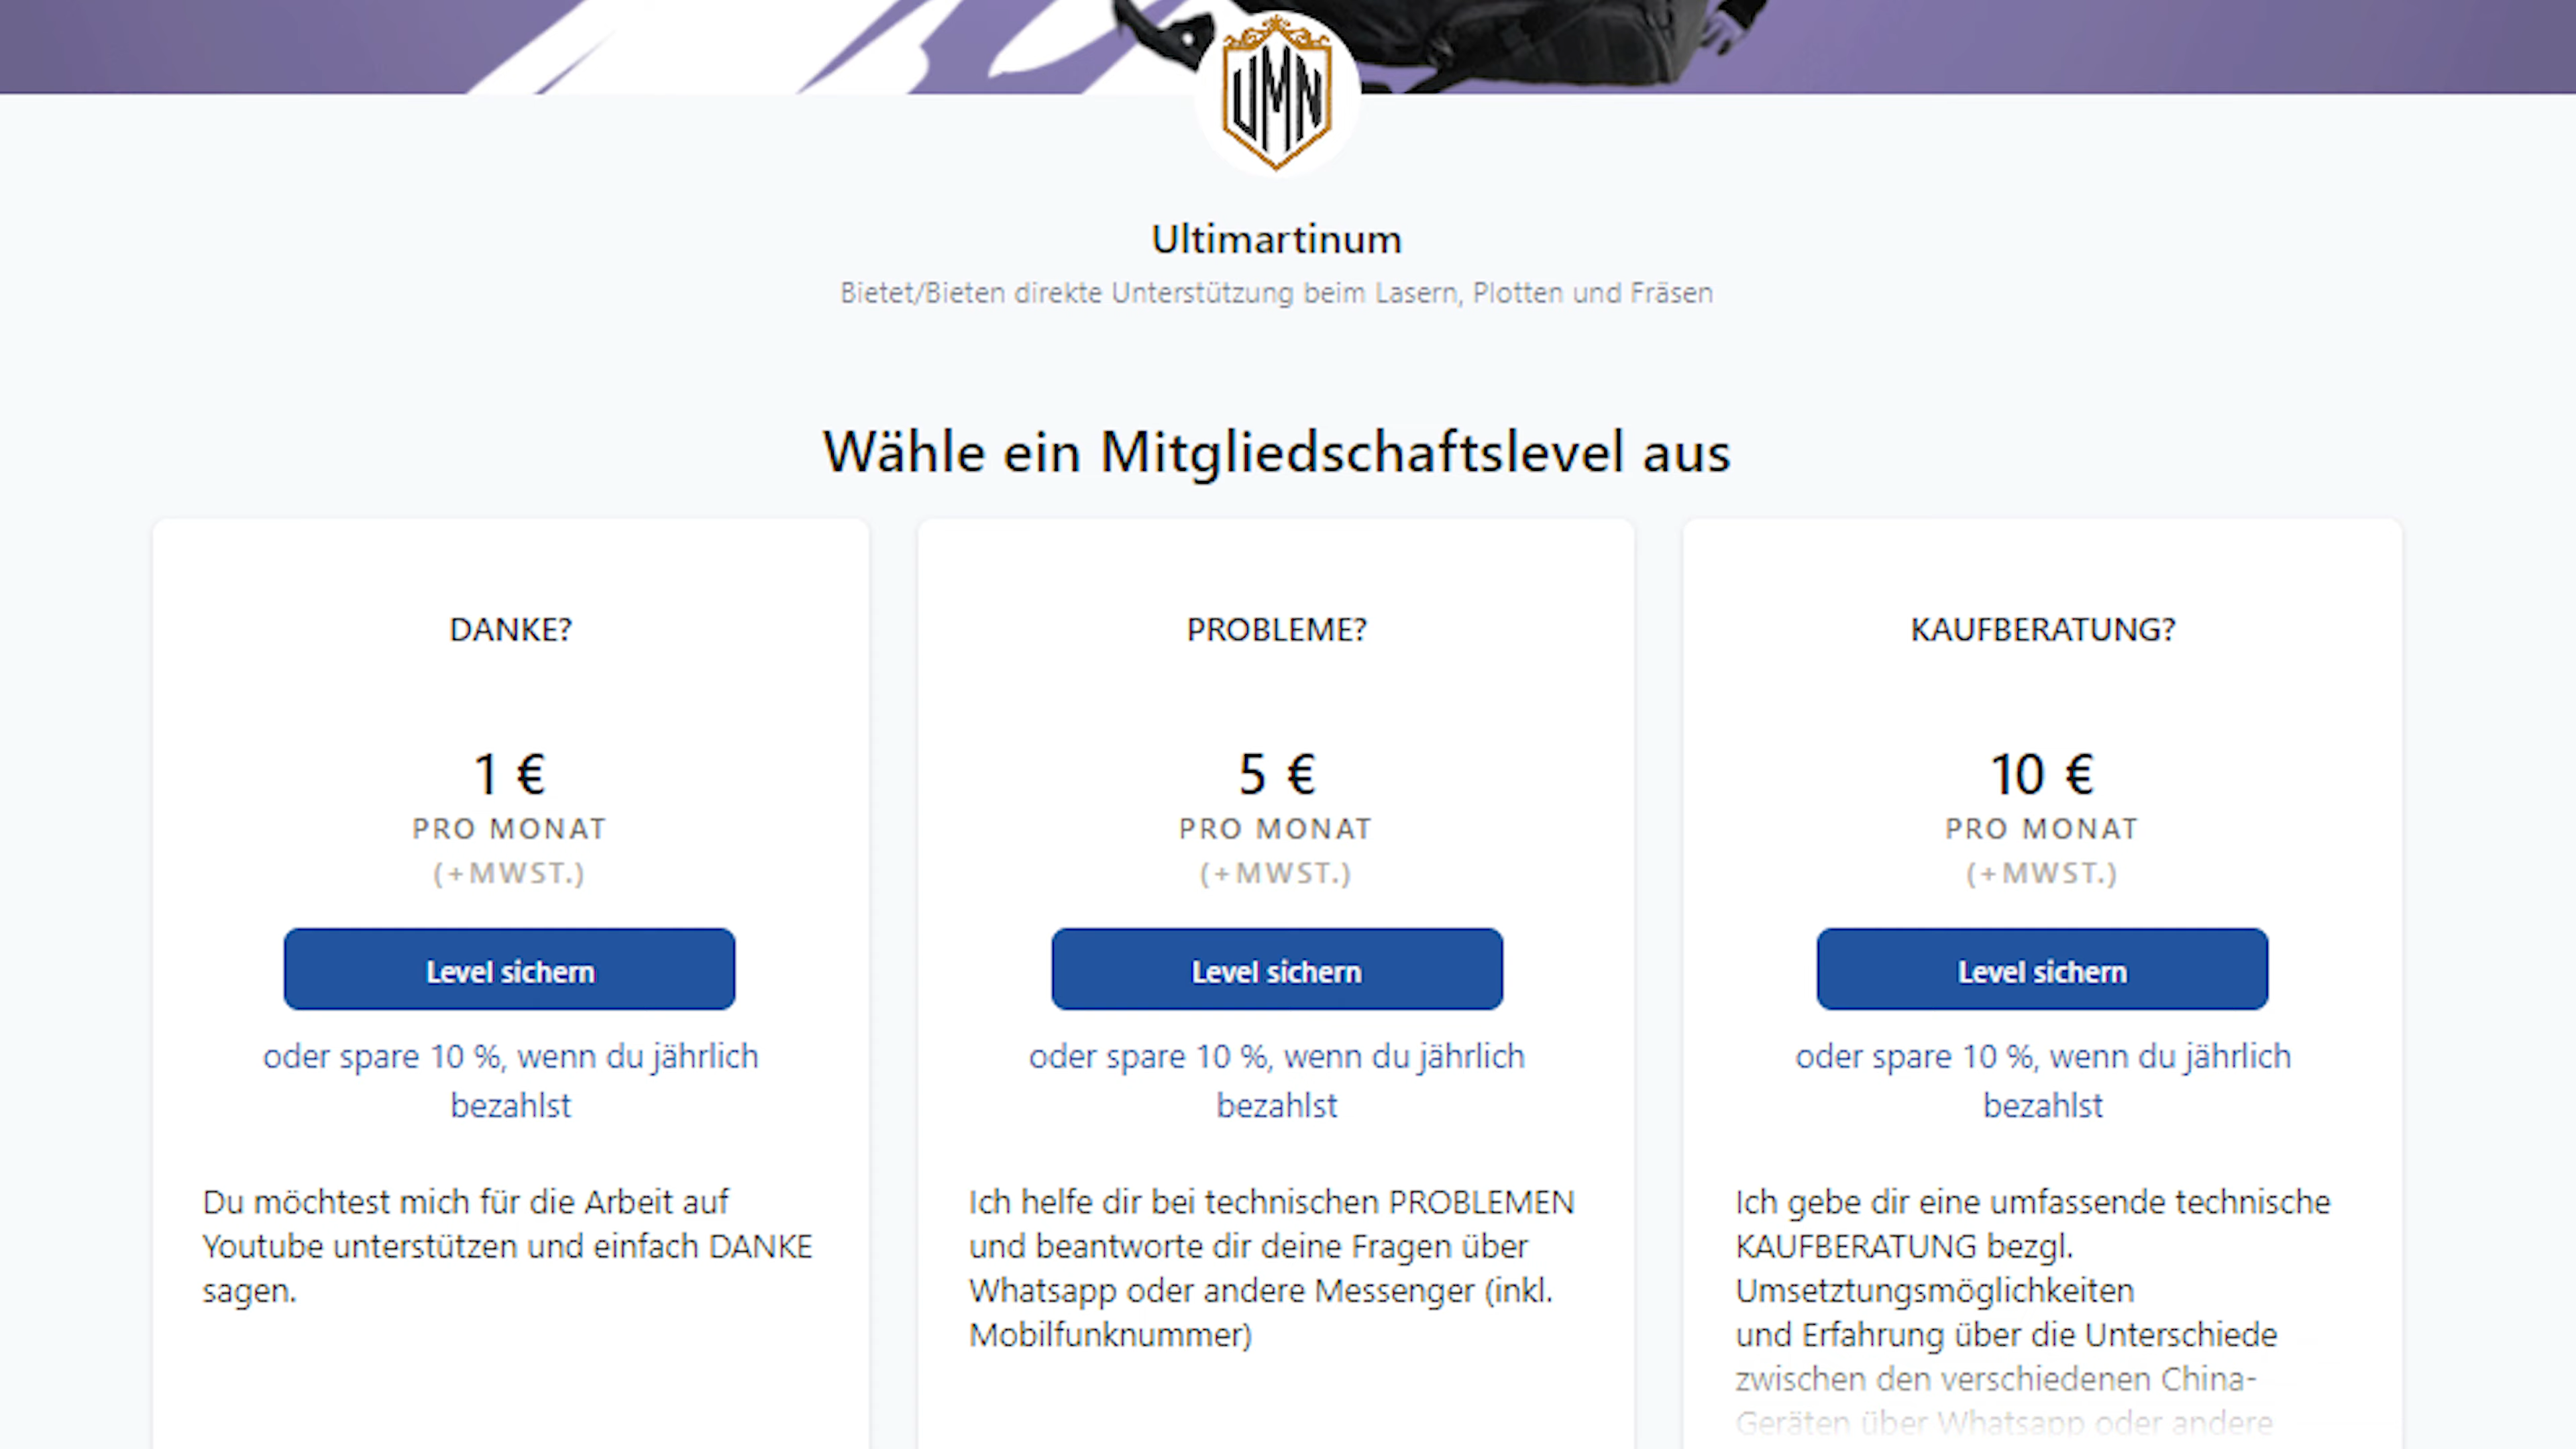 UMN
Ultimartinum
Bietet/Bieten direkte Unterstützung beim Lasern, Plotten und Fräsen
Wähle ein Mitgliedschaftslevel aus
DANKE?
1 €
PRO MONAT
(+MWST.)
Level sichern
oder spare 10 %, wenn du jährlich
bezahlst
Du möchtest mich für die Arbeit auf
Youtube unterstützen und einfach DANKE
sagen.
PROBLEME?
5 €
PRO MONAT
(+MWST.)
Level sichern
oder spare 10 %, wenn du jährlich
bezahlst
Ich helfe dir bei technischen PROBLEMEN
und beantworte dir deine Fragen über
Whatsapp oder andere Messenger (inkl.
Mobilfunknummer)
KAUFBERATUNG?
10 €
PRO MONAT
(+MWST.)
Level sichern
oder spare 10 %, wenn du jährlich
bezahlst
Ich gebe dir eine umfassende technische
KAUFBERATUNG bezgl.
Umsetztungsmöglichkeiten
und Erfahrung über die Unterschiede
zwischen den verschiedenen China-
Geräten über Whatsapp oder andere